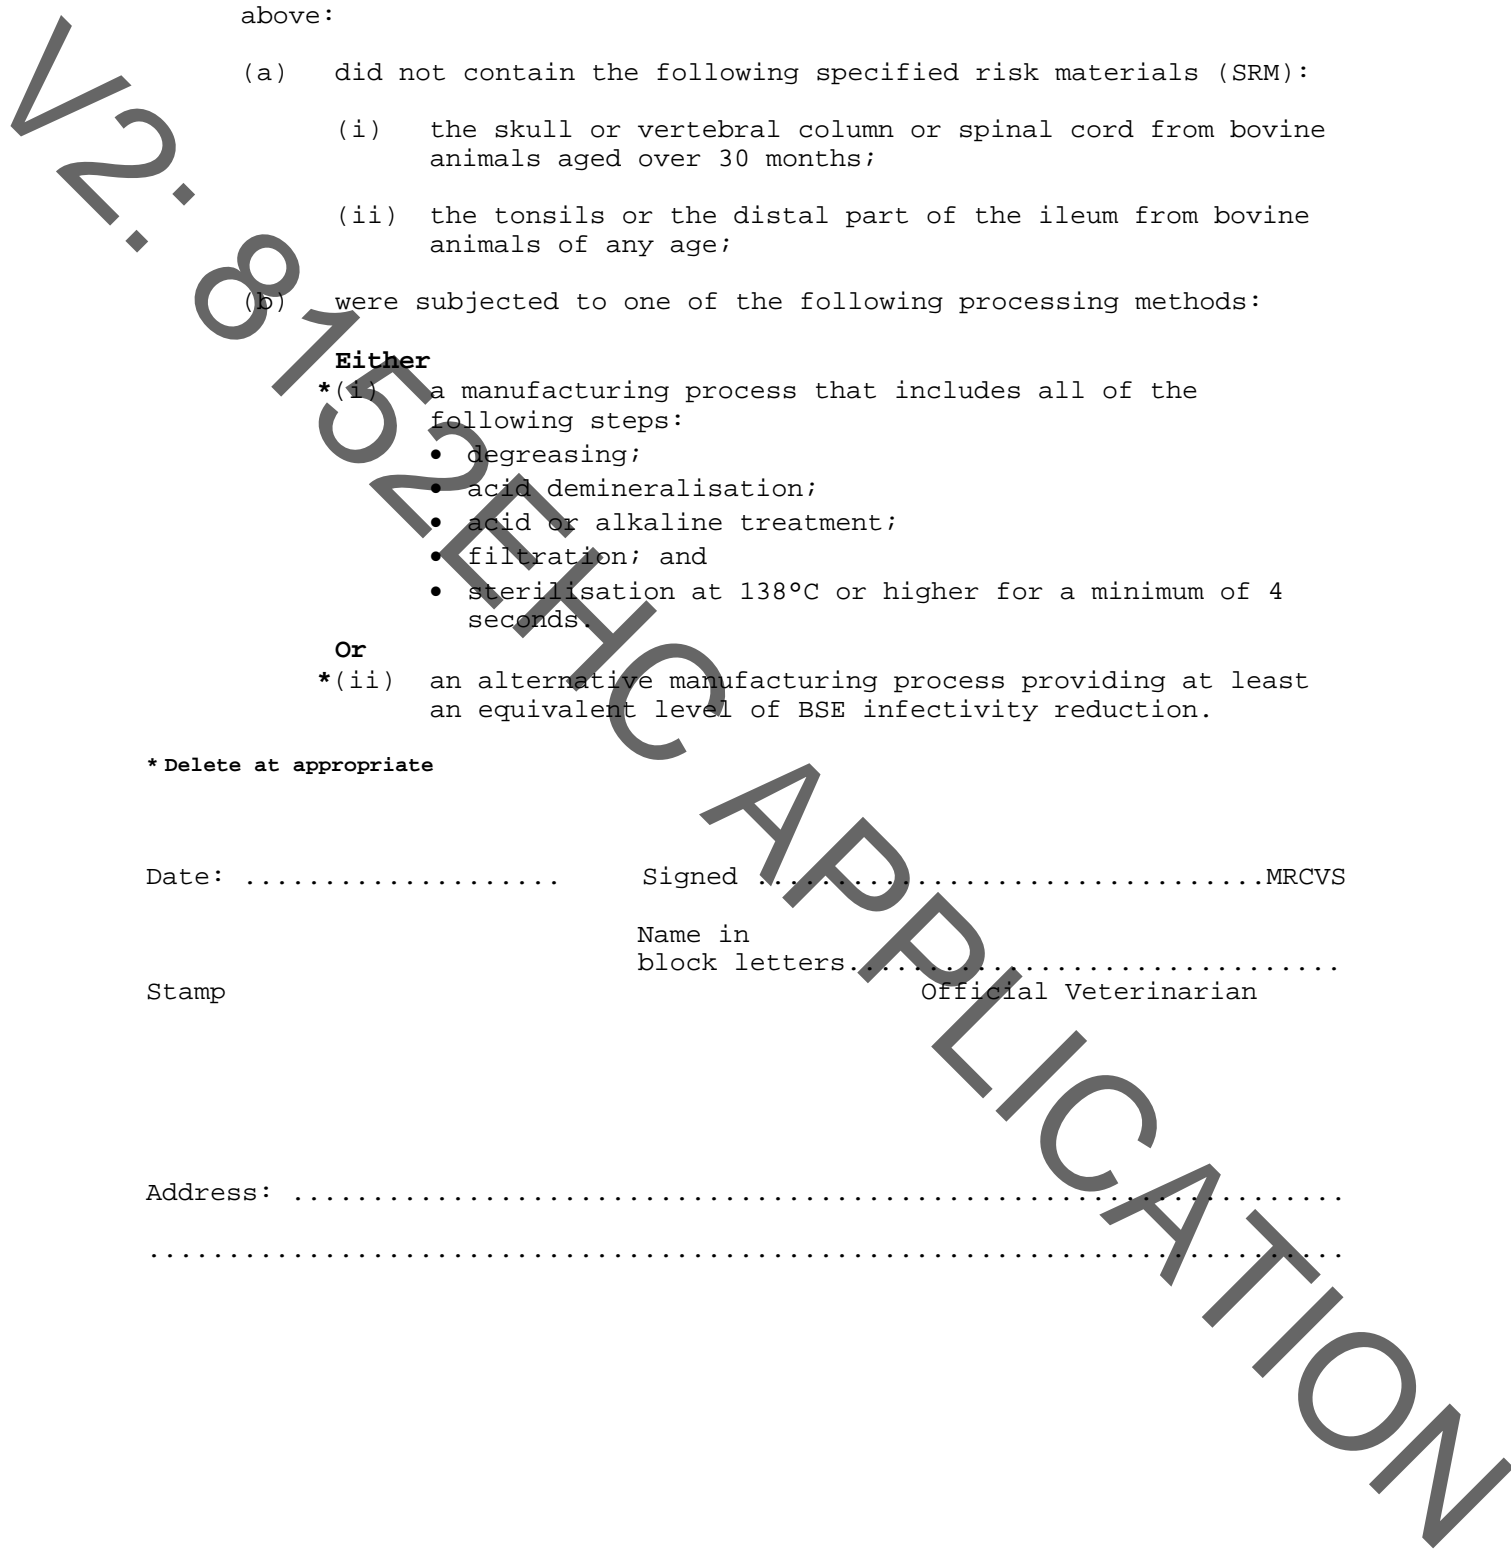 above:
(a) did not contain the following specified risk materials (SRM):
(i) the skull or vertebral column or spinal cord from bovine
animals aged over 30 months;
(ii) the tonsils or the distal part of the ileum from bovine
animals of any age;
(b) were subjected to one of the following processing methods:
Either
*(i) a manufacturing process that includes all of the
following steps:
• degreasing;
• acid demineralisation;
• acid or alkaline treatment;
• filtration; and
• sterilisation at 138°C or higher for a minimum of 4
seconds.
Or
*(ii) an alternative manufacturing process providing at least
an equivalent level of BSE infectivity reduction.
* Delete at appropriate
Date: .................... Signed ................................MRCVS
Name in
block letters...............................
Stamp Official Veterinarian
Address: ..................................................................
...........................................................................
V2: 8152EHC APPLICATION